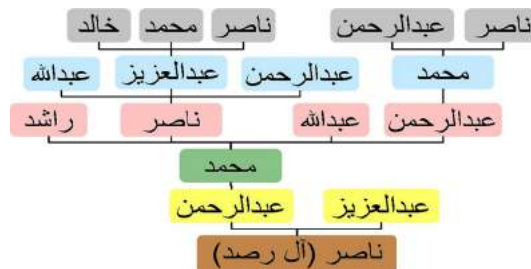 ناصر عبدالرحمن ناصر محمد خالد
محمد عبدالرحمن عبدالعزيز عبدالله
عبدالرحمن عبدالله ناصر راشد
محمد
عبدالعزيز عبدالرحمن
ناصر (آل رصد)